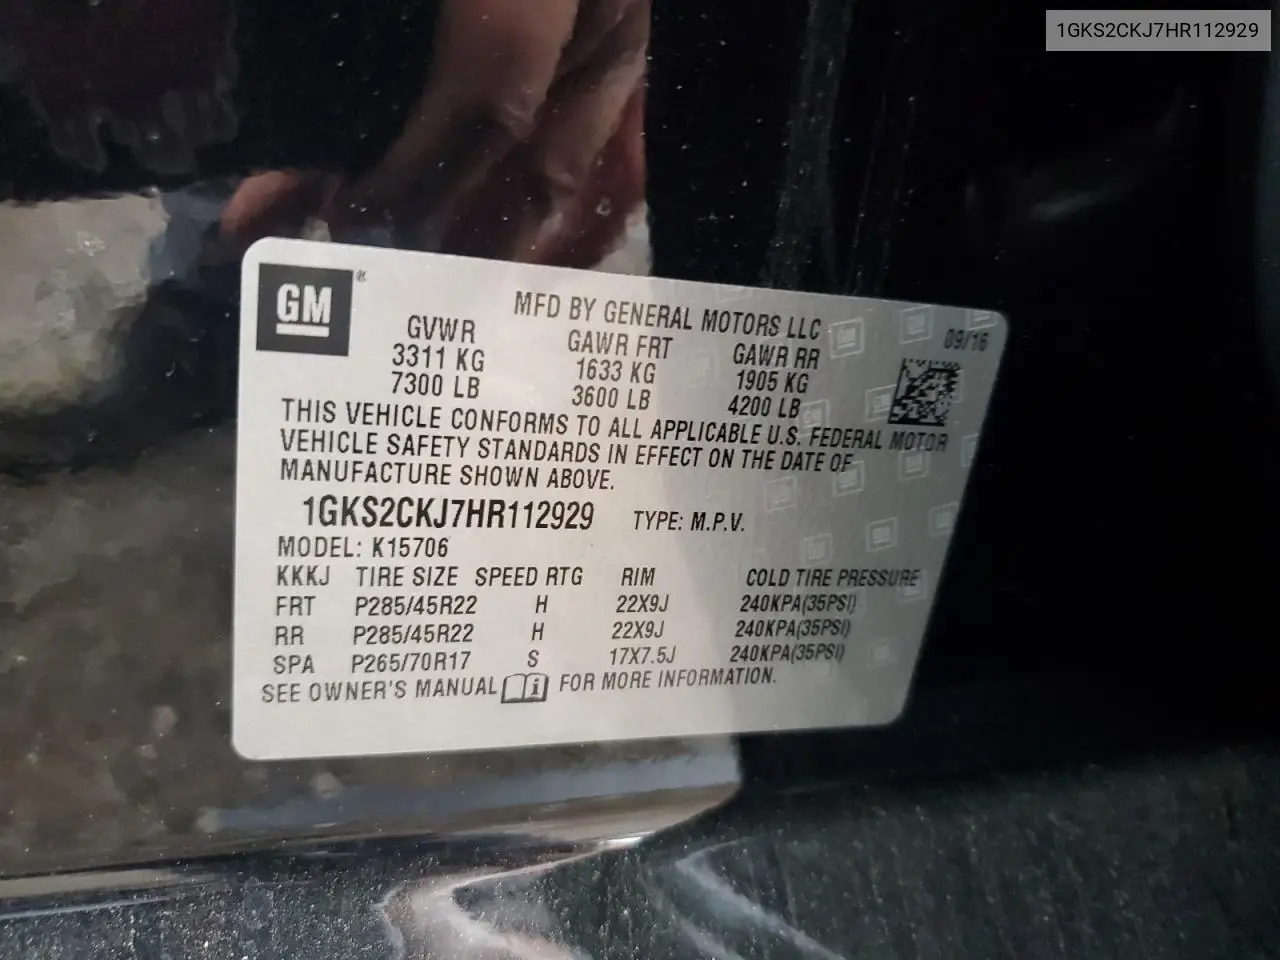 1GKS2CKJ7HR112929
GM®
MFD BY GENERAL MOTORS LLC 09/16
GVWR GAWR FRT GAWR RR
3311 KG 1633 KG 1905 KG
7300 LB 3600 LB 4200 LB
THIS VEHICLE CONFORMS TO ALL APPLICABLE U.S. FEDERAL MOTOR
VEHICLE SAFETY STANDARDS IN EFFECT ON THE DATE OF
MANUFACTURE SHOWN ABOVE.
1GKS2CKJ7HR112929 TYPE: M.P.V.
MODEL: K15706
KKKJ TIRE SIZE SPEED RTG RIM COLD TIRE PRESSURE
FRT P285/45R22 H 22X9J 240KPA(35PSI)
RR P285/45R22 H 22X9J 240KPA(35PSI)
SPA P265/70R17 S 17X7.5J 240KPA(35PSI)
SEE OWNER'S MANUAL i FOR MORE INFORMATION.